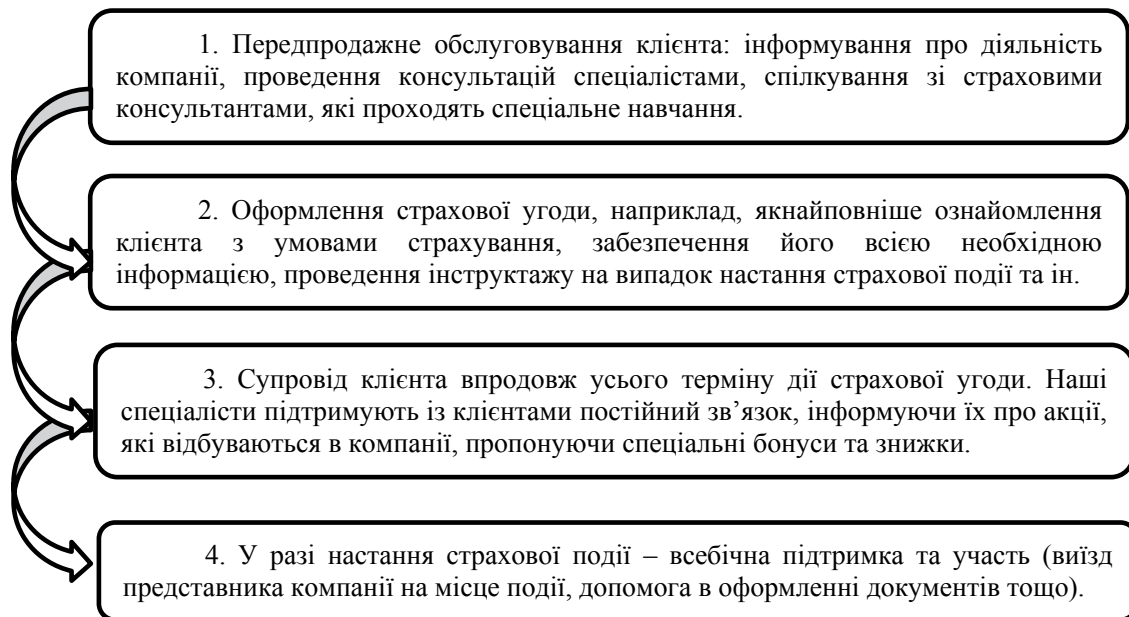 1. Передпродажне обслуговування клієнта: інформування про діяльність
компанії, проведення консультацій спеціалістами, спілкування зі страховими
консультантами, які проходять спеціальне навчання.
2. Оформлення страхової угоди, наприклад, якнайповніше ознайомлення
клієнта з умовами страхування, забезпечення його всією необхідною
інформацією, проведення інструктажу на випадок настання страхової події та ін.
3. Супровід клієнта впродовж усього терміну дії страхової угоди. Наші
спеціалісти підтримують із клієнтами постійний зв’язок, інформуючи їх про акції,
які відбуваються в компанії, пропонуючи спеціальні бонуси та знижки.
4. У разі настання страхової події – всебічна підтримка та участь (виїзд
представника компанії на місце події, допомога в оформленні документів тощо).